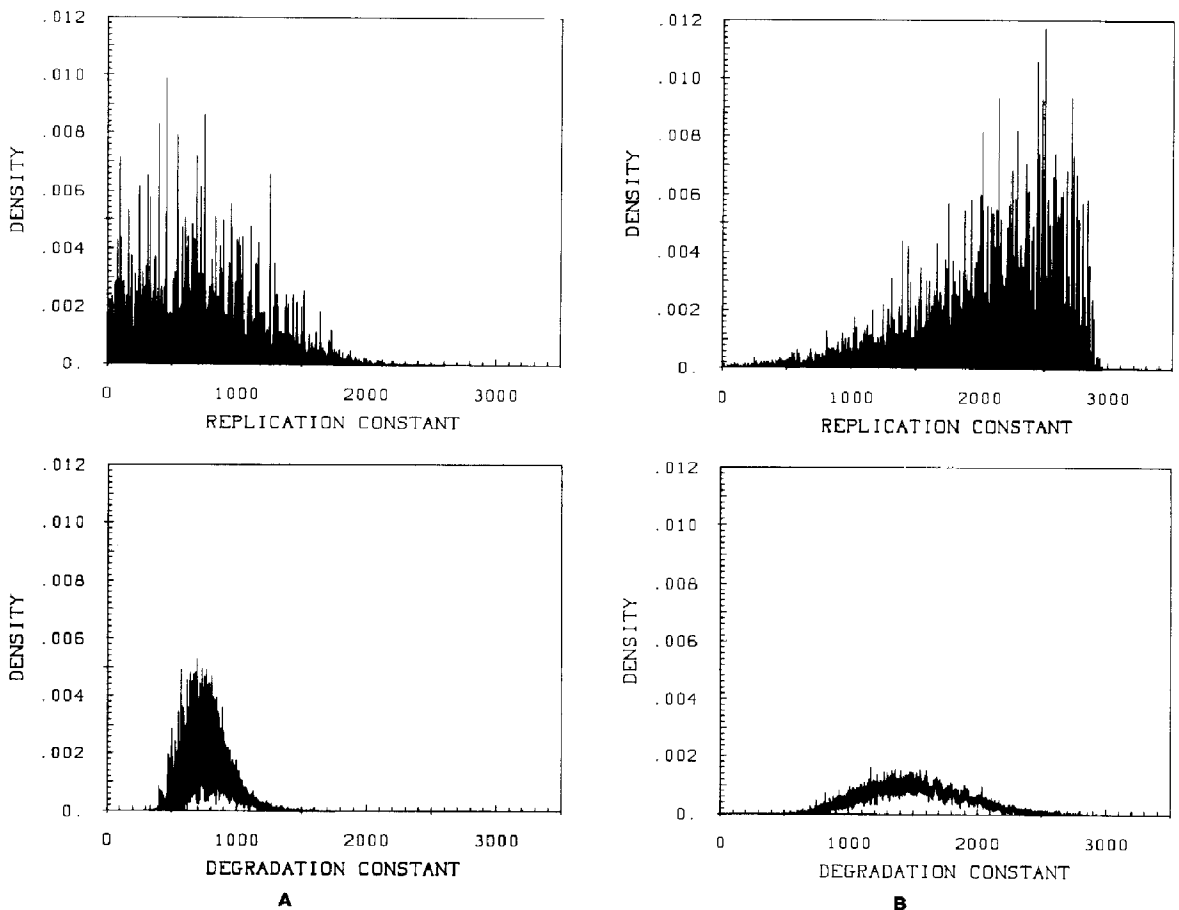 .012
.010
.008
.006
.004
.002
0.
DENSITY
0 1000 2000 3000
REPLICATION CONSTANT
.012
.010
.008
.006
.004
.002
0.
DENSITY
0 1000 2000 3000
REPLICATION CONSTANT
.012
.010
.008
.006
.004
.002
0.
DENSITY
0 1000 2000 3000
DEGRADATION CONSTANT
A
.012
.010
.008
.006
.004
.002
0.
DENSITY
0 1000 2000 3000
DEGRADATION CONSTANT
B